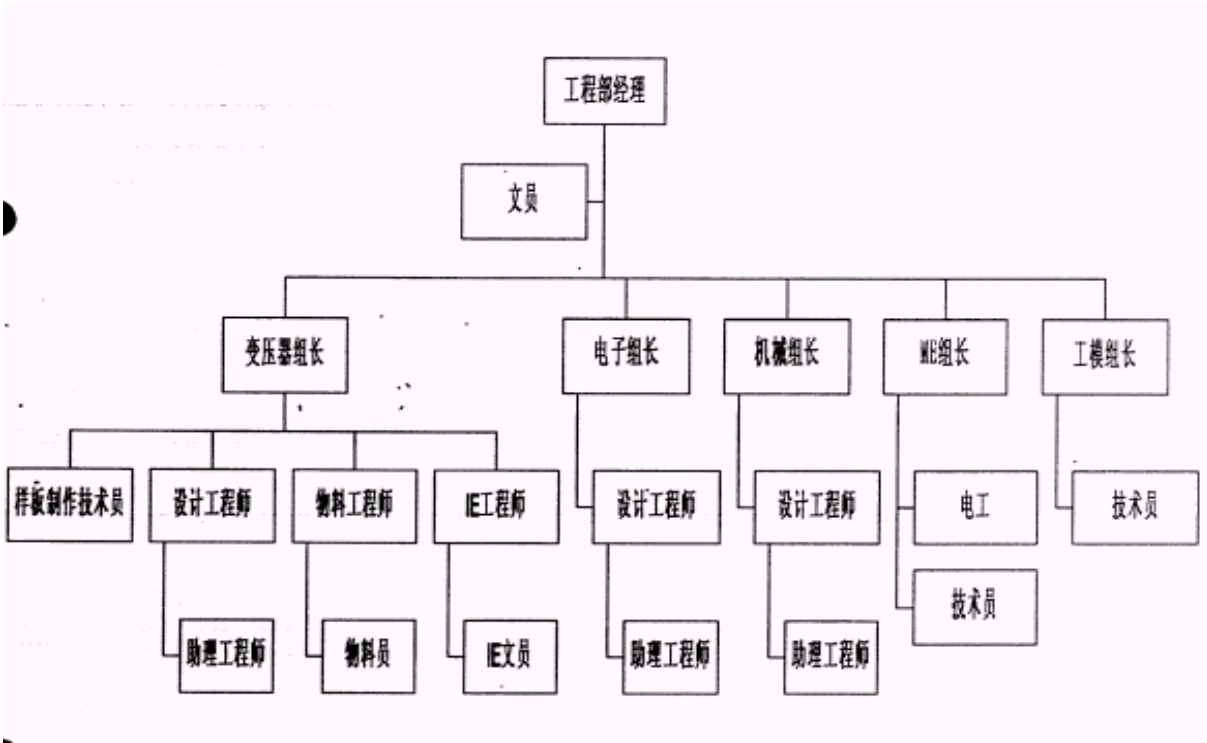 工程部经理
文员
变压器组长
电子组长
机械组长
ME组长
工模组长
样板制作技术员
设计工程师
物料工程师
IE工程师
设计工程师
设计工程师
电工
技术员
技术员
助理工程师
物料员
IE文员
助理工程师
助理工程师